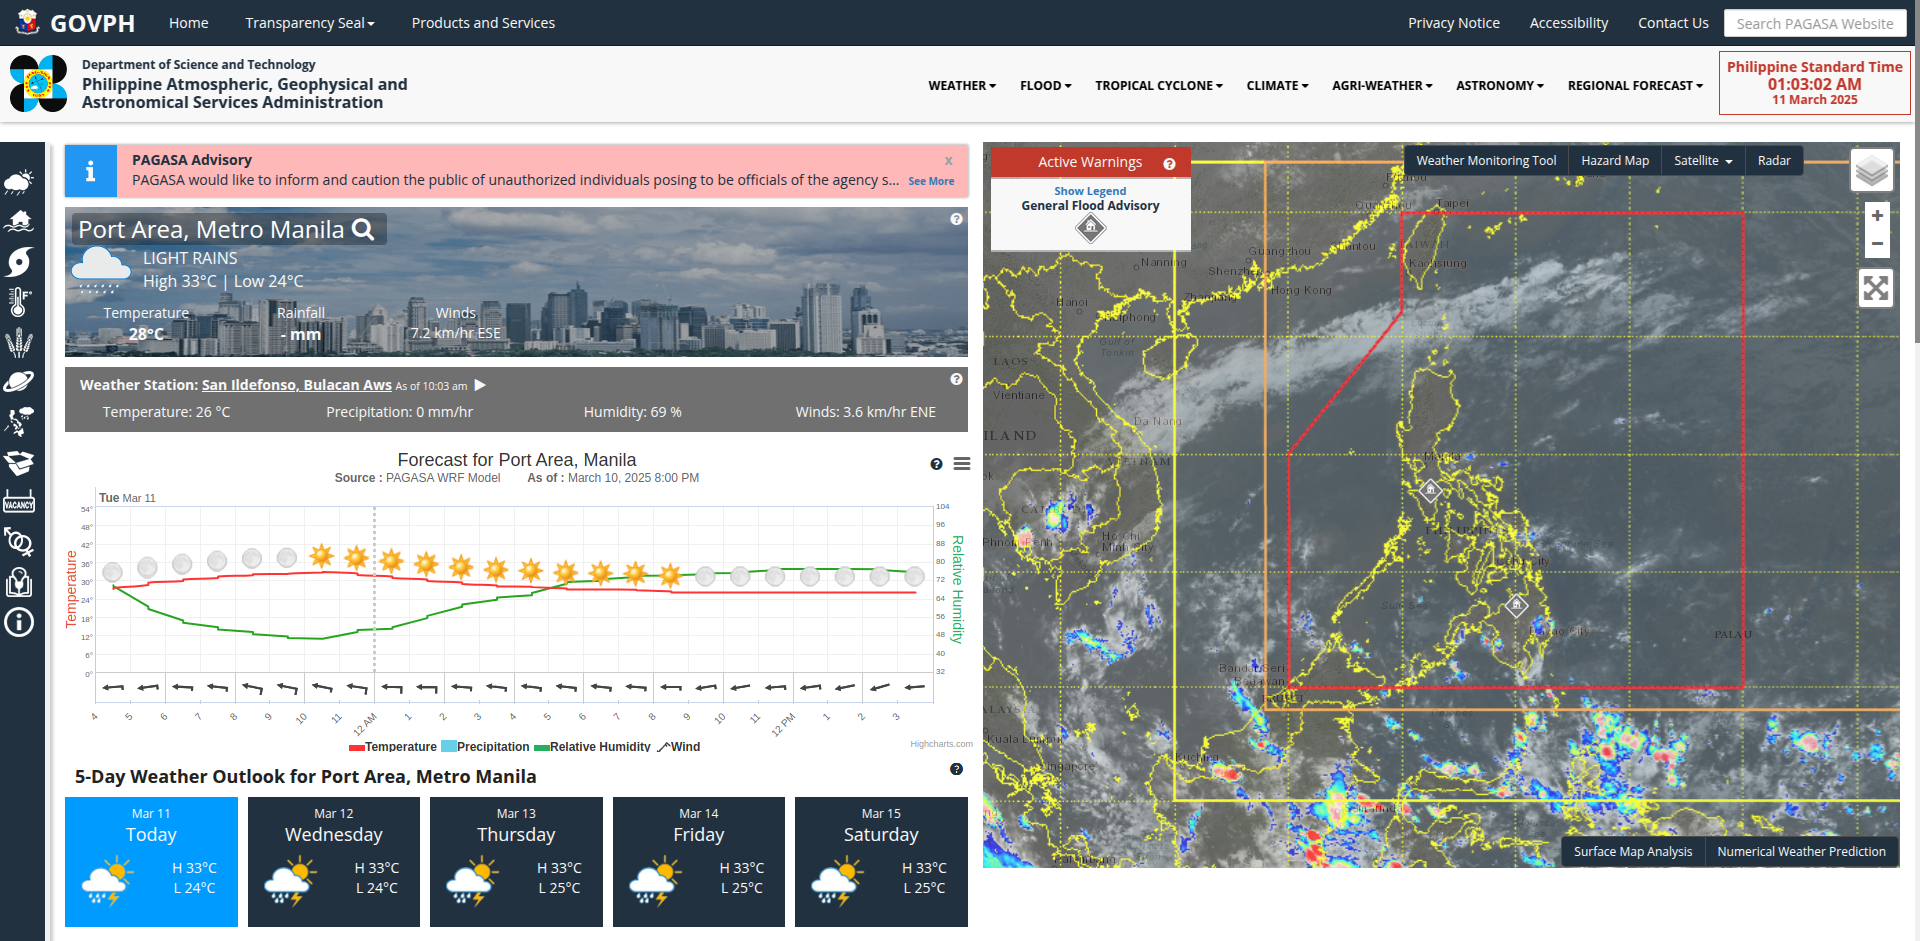 GOVPH
Home
Transparency Seal
Products and Services
Privacy Notice
Accessibility
Contact Us
Search PAGASA Website
Department of Science and Technology
Philippine Atmospheric, Geophysical and
Astronomical Services Administration
WEATHER
FLOOD
TROPICAL CYCLONE
CLIMATE
AGRI-WEATHER
ASTRONOMY
REGIONAL FORECAST
Philippine Standard Time
01:03:02 AM
11 March 2025
PAGASA Advisory
x
PAGASA would like to inform and caution the public of unauthorized individuals posing to be officials of the agency s... See More
Port Area, Metro Manila
LIGHT RAINS
High 33°C | Low 24°C
Temperature
28°C
Rainfall
- mm
Winds
7.2 km/hr ESE
Weather Station: San Ildefonso, Bulacan Aws As of 10:03 am
Temperature: 26 °C
Precipitation: 0 mm/hr
Humidity: 69 %
Winds: 3.6 km/hr ENE
Forecast for Port Area, Manila
Source : PAGASA WRF Model As of : March 10, 2025 8:00 PM
Tue Mar 11
Temperature
54°
48°
42°
36°
30°
24°
18°
12°
6°
0°
104
96
88
80
72
64
56
48
40
32
Relative Humidity
4 5 6 7 8 9 10 11 12 AM 1 2 3 4 5 6 7 8 9 10 11 12 PM 1 2 3
Temperature Precipitation Relative Humidity Wind
Highcharts.com
5-Day Weather Outlook for Port Area, Metro Manila
Mar 11
Today
H 33°C
L 24°C
Mar 12
Wednesday
H 33°C
L 24°C
Mar 13
Thursday
H 33°C
L 25°C
Mar 14
Friday
H 33°C
L 25°C
Mar 15
Saturday
H 33°C
L 25°C
VACANCY
Active Warnings
Show Legend
General Flood Advisory
Weather Monitoring Tool
Hazard Map
Satellite
Radar
+
−
Taipei
Guangzhou
Kaohsiung
Nanning
Shenzhen
Hong Kong
Hanoi
Gulf of
Tonkin
LAOS
Vientiane
Da Nang
VIETNAM
Ho Chi
Minh City
PALAU
Kuala Lumpur
Singapore
Kuching
Surface Map Analysis
Numerical Weather Prediction